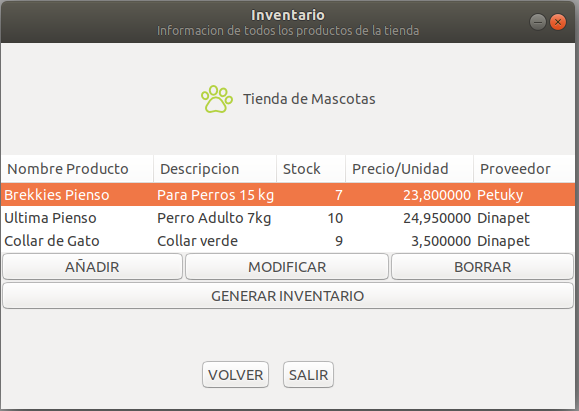 Inventario
Informacion de todos los productos de la tienda
Tienda de Mascotas
Nombre Producto Descripcion Stock Precio/Unidad Proveedor
Brekkies Pienso Para Perros 15 kg 7 23,800000 Petuky
Ultima Pienso Perro Adulto 7kg 10 24,950000 Dinapet
Collar de Gato Collar verde 9 3,500000 Dinapet
AÑADIR MODIFICAR BORRAR
GENERAR INVENTARIO
VOLVER SALIR